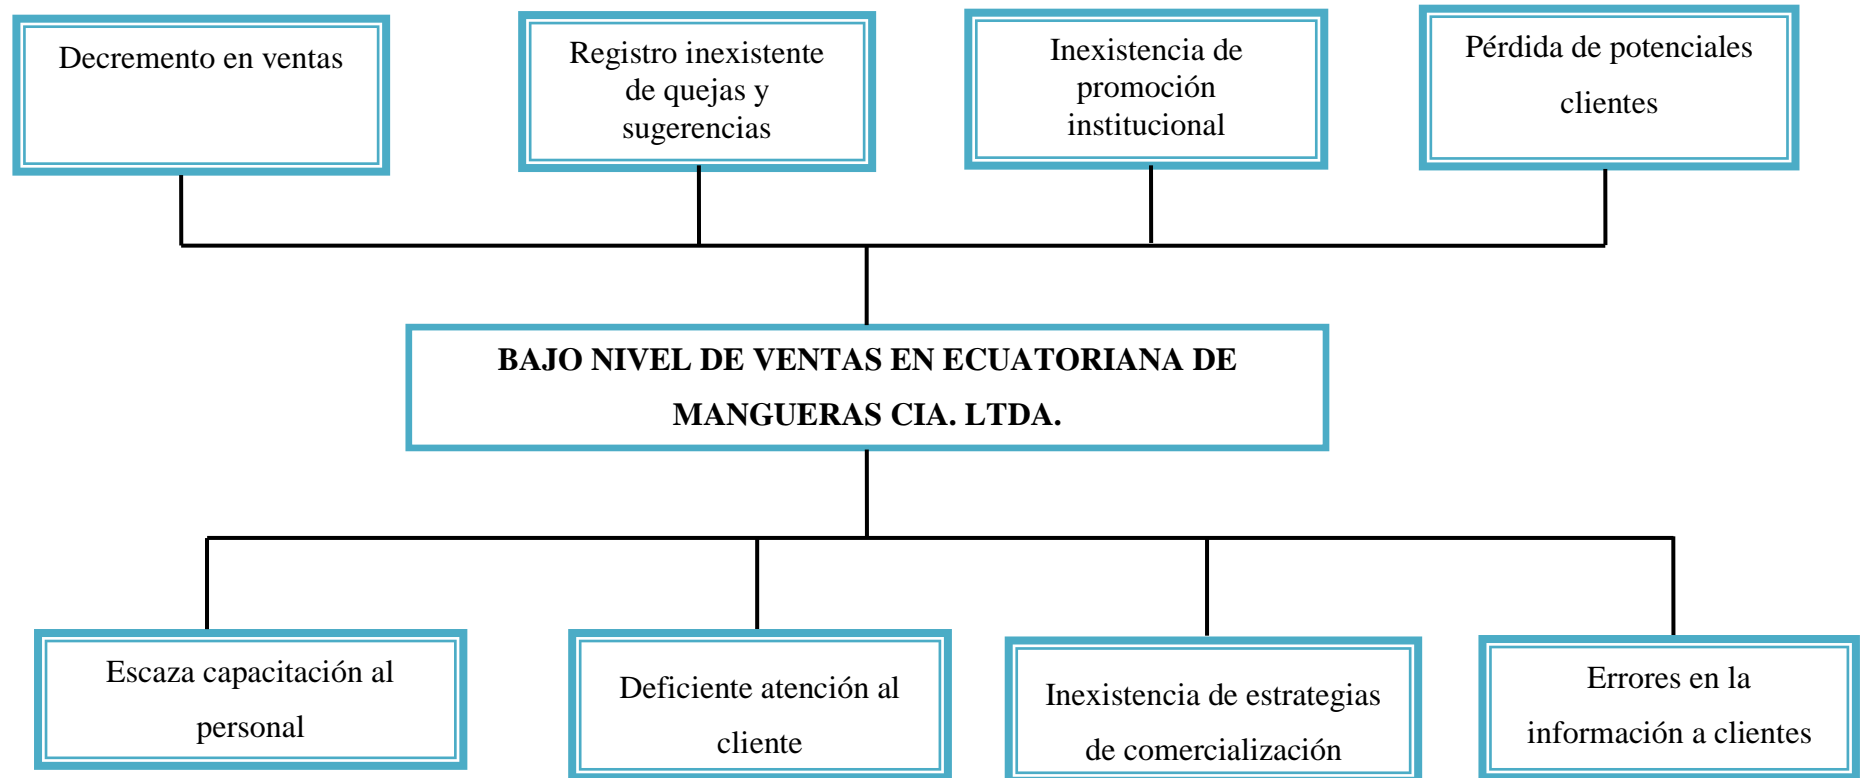 Decremento en ventas
Registro inexistente
de quejas y
sugerencias
Inexistencia de
promoción
institucional
Pérdida de potenciales
clientes
BAJO NIVEL DE VENTAS EN ECUATORIANA DE
MANGUERAS CIA. LTDA.
Escaza capacitación al
personal
Deficiente atención al
cliente
Inexistencia de estrategias
de comercialización
Errores en la
información a clientes